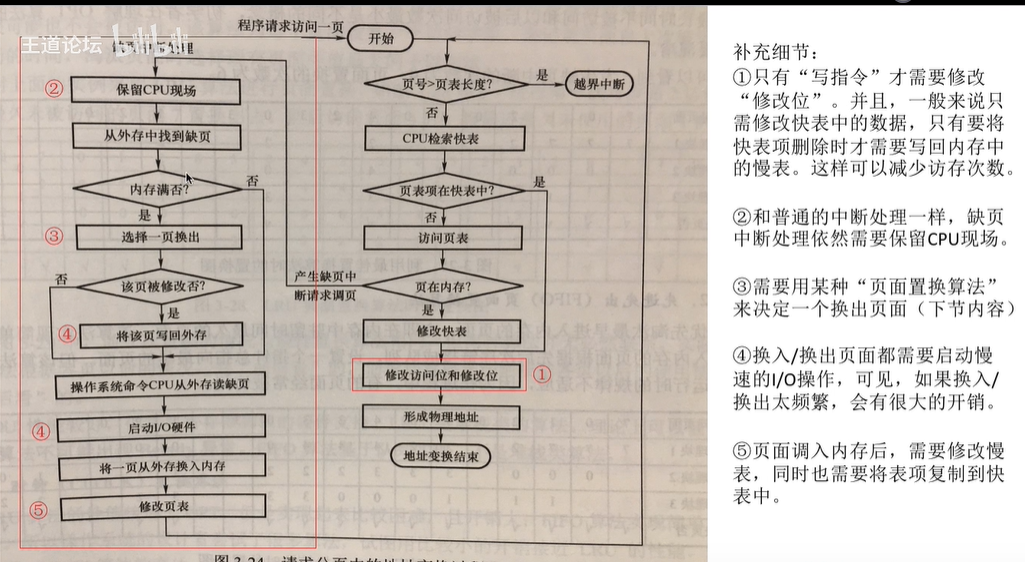 王道论坛
缺页中断处理
程序请求访问一页
开始
页号>页表长度?
是
越界中断
否
CPU检索快表
页表项在快表中?
是
否
访问页表
页在内存?
产生缺页中
断请求调页
否
是
修改快表
修改访问位和修改位
①
形成物理地址
地址变换结束
②
保留CPU现场
从外存中找到缺页
内存满否?
否
是
③
选择一页换出
该页被修改否?
否
是
④
将该页写回外存
操作系统命令CPU从外存读缺页
④
启动I/O硬件
将一页从外存换入内存
⑤
修改页表
补充细节:
①只有“写指令”才需要修改
“修改位”。并且,一般来说只
需修改快表中的数据,只有要将
快表项删除时才需要写回内存中
的慢表。这样可以减少访存次数。
②和普通的中断处理一样,缺页
中断处理依然需要保留CPU现场。
③需要用某种“页面置换算法”
来决定一个换出页面(下节内容)
④换入/换出页面都需要启动慢
速的I/O操作,可见,如果换入/
换出太频繁,会有很大的开销。
⑤页面调入内存后,需要修改慢
表,同时也需要将表项复制到快
表中。